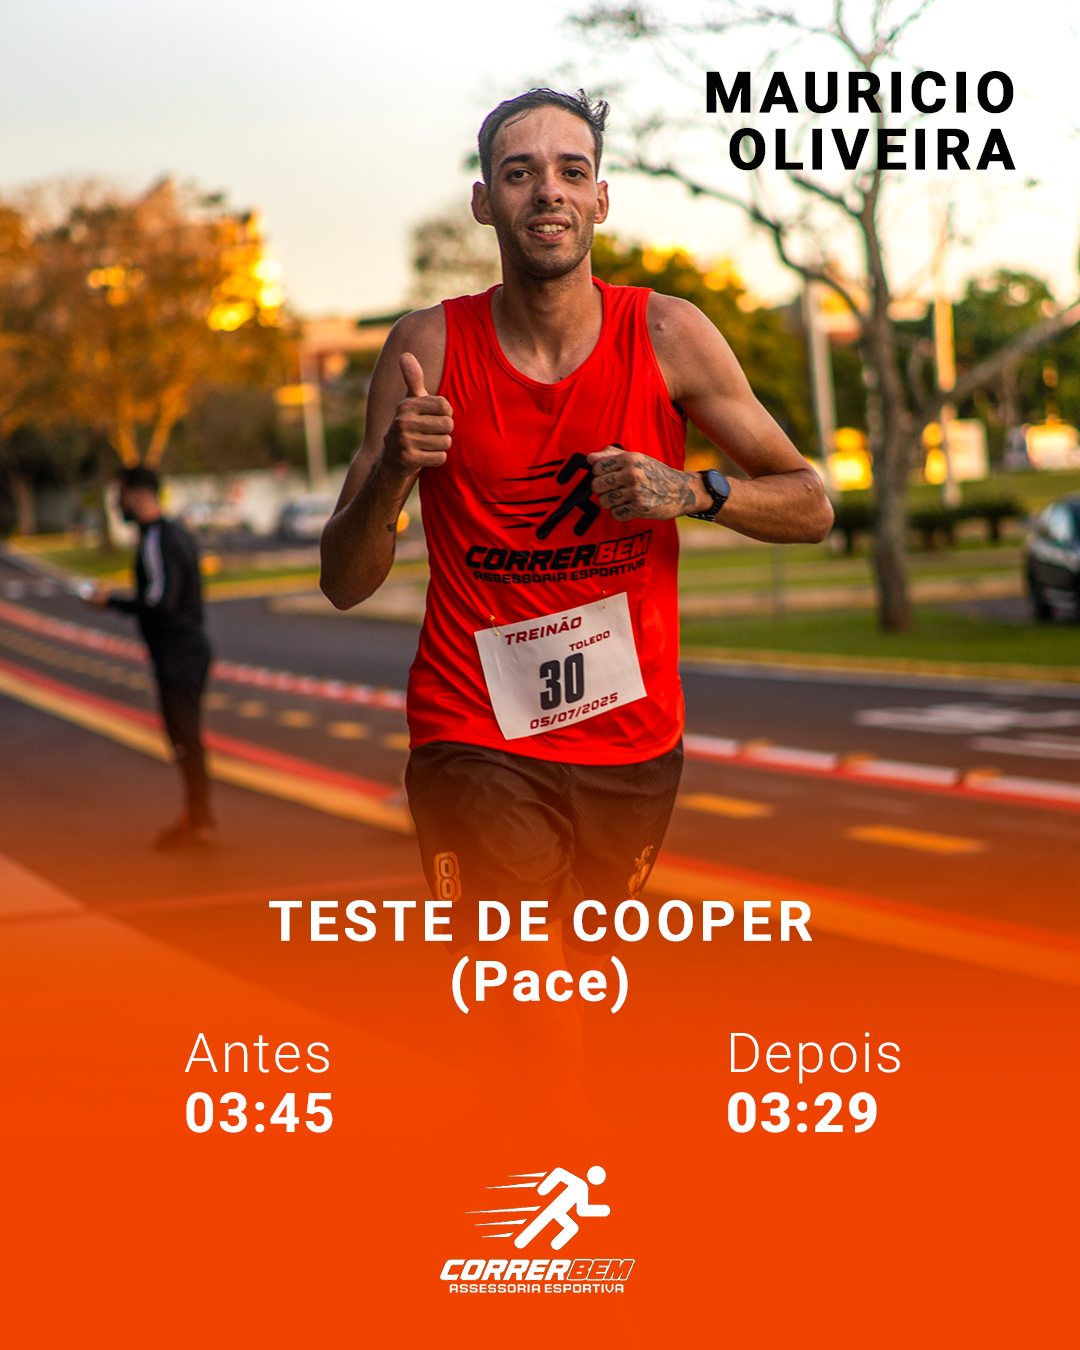 MAURICIO
OLIVEIRA
CORRERBEM
ASSESSORIA ESPORTIVA
TREINÃO
TOLEDO
30
05/07/2025
88
TESTE DE COOPER
(Pace)
Antes
03:45
Depois
03:29
CORRERBEM
ASSESSORIA ESPORTIVA